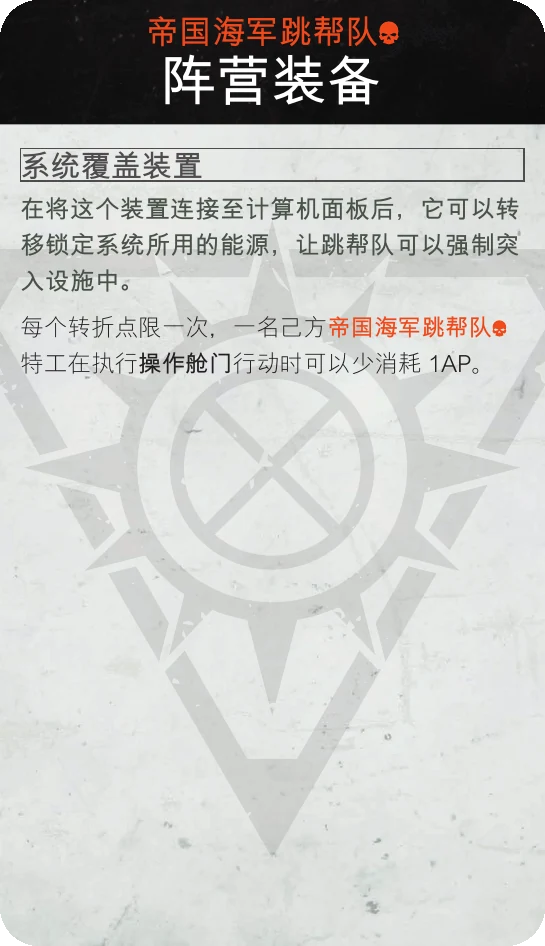 帝国海军跳帮队
阵营装备
系统覆盖装置
在将这个装置连接至计算机面板后，它可以转
移锁定系统所用的能源，让跳帮队可以强制突
入设施中。
每个转折点限一次，一名己方帝国海军跳帮队
特工在执行操作舱门行动时可以少消耗 1AP。